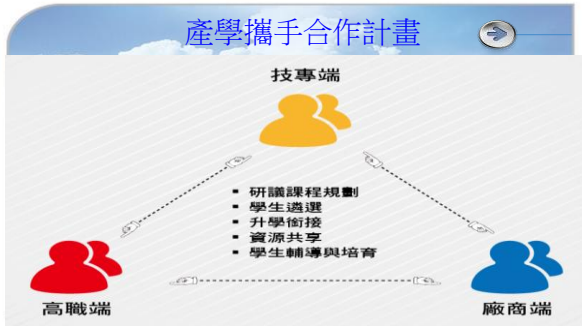 產學攜手合作計畫
技專端
▪ 研議課程規劃
▪ 學生遴選
▪ 升學銜接
▪ 資源共享
▪ 學生輔導與培育
高職端
廠商端